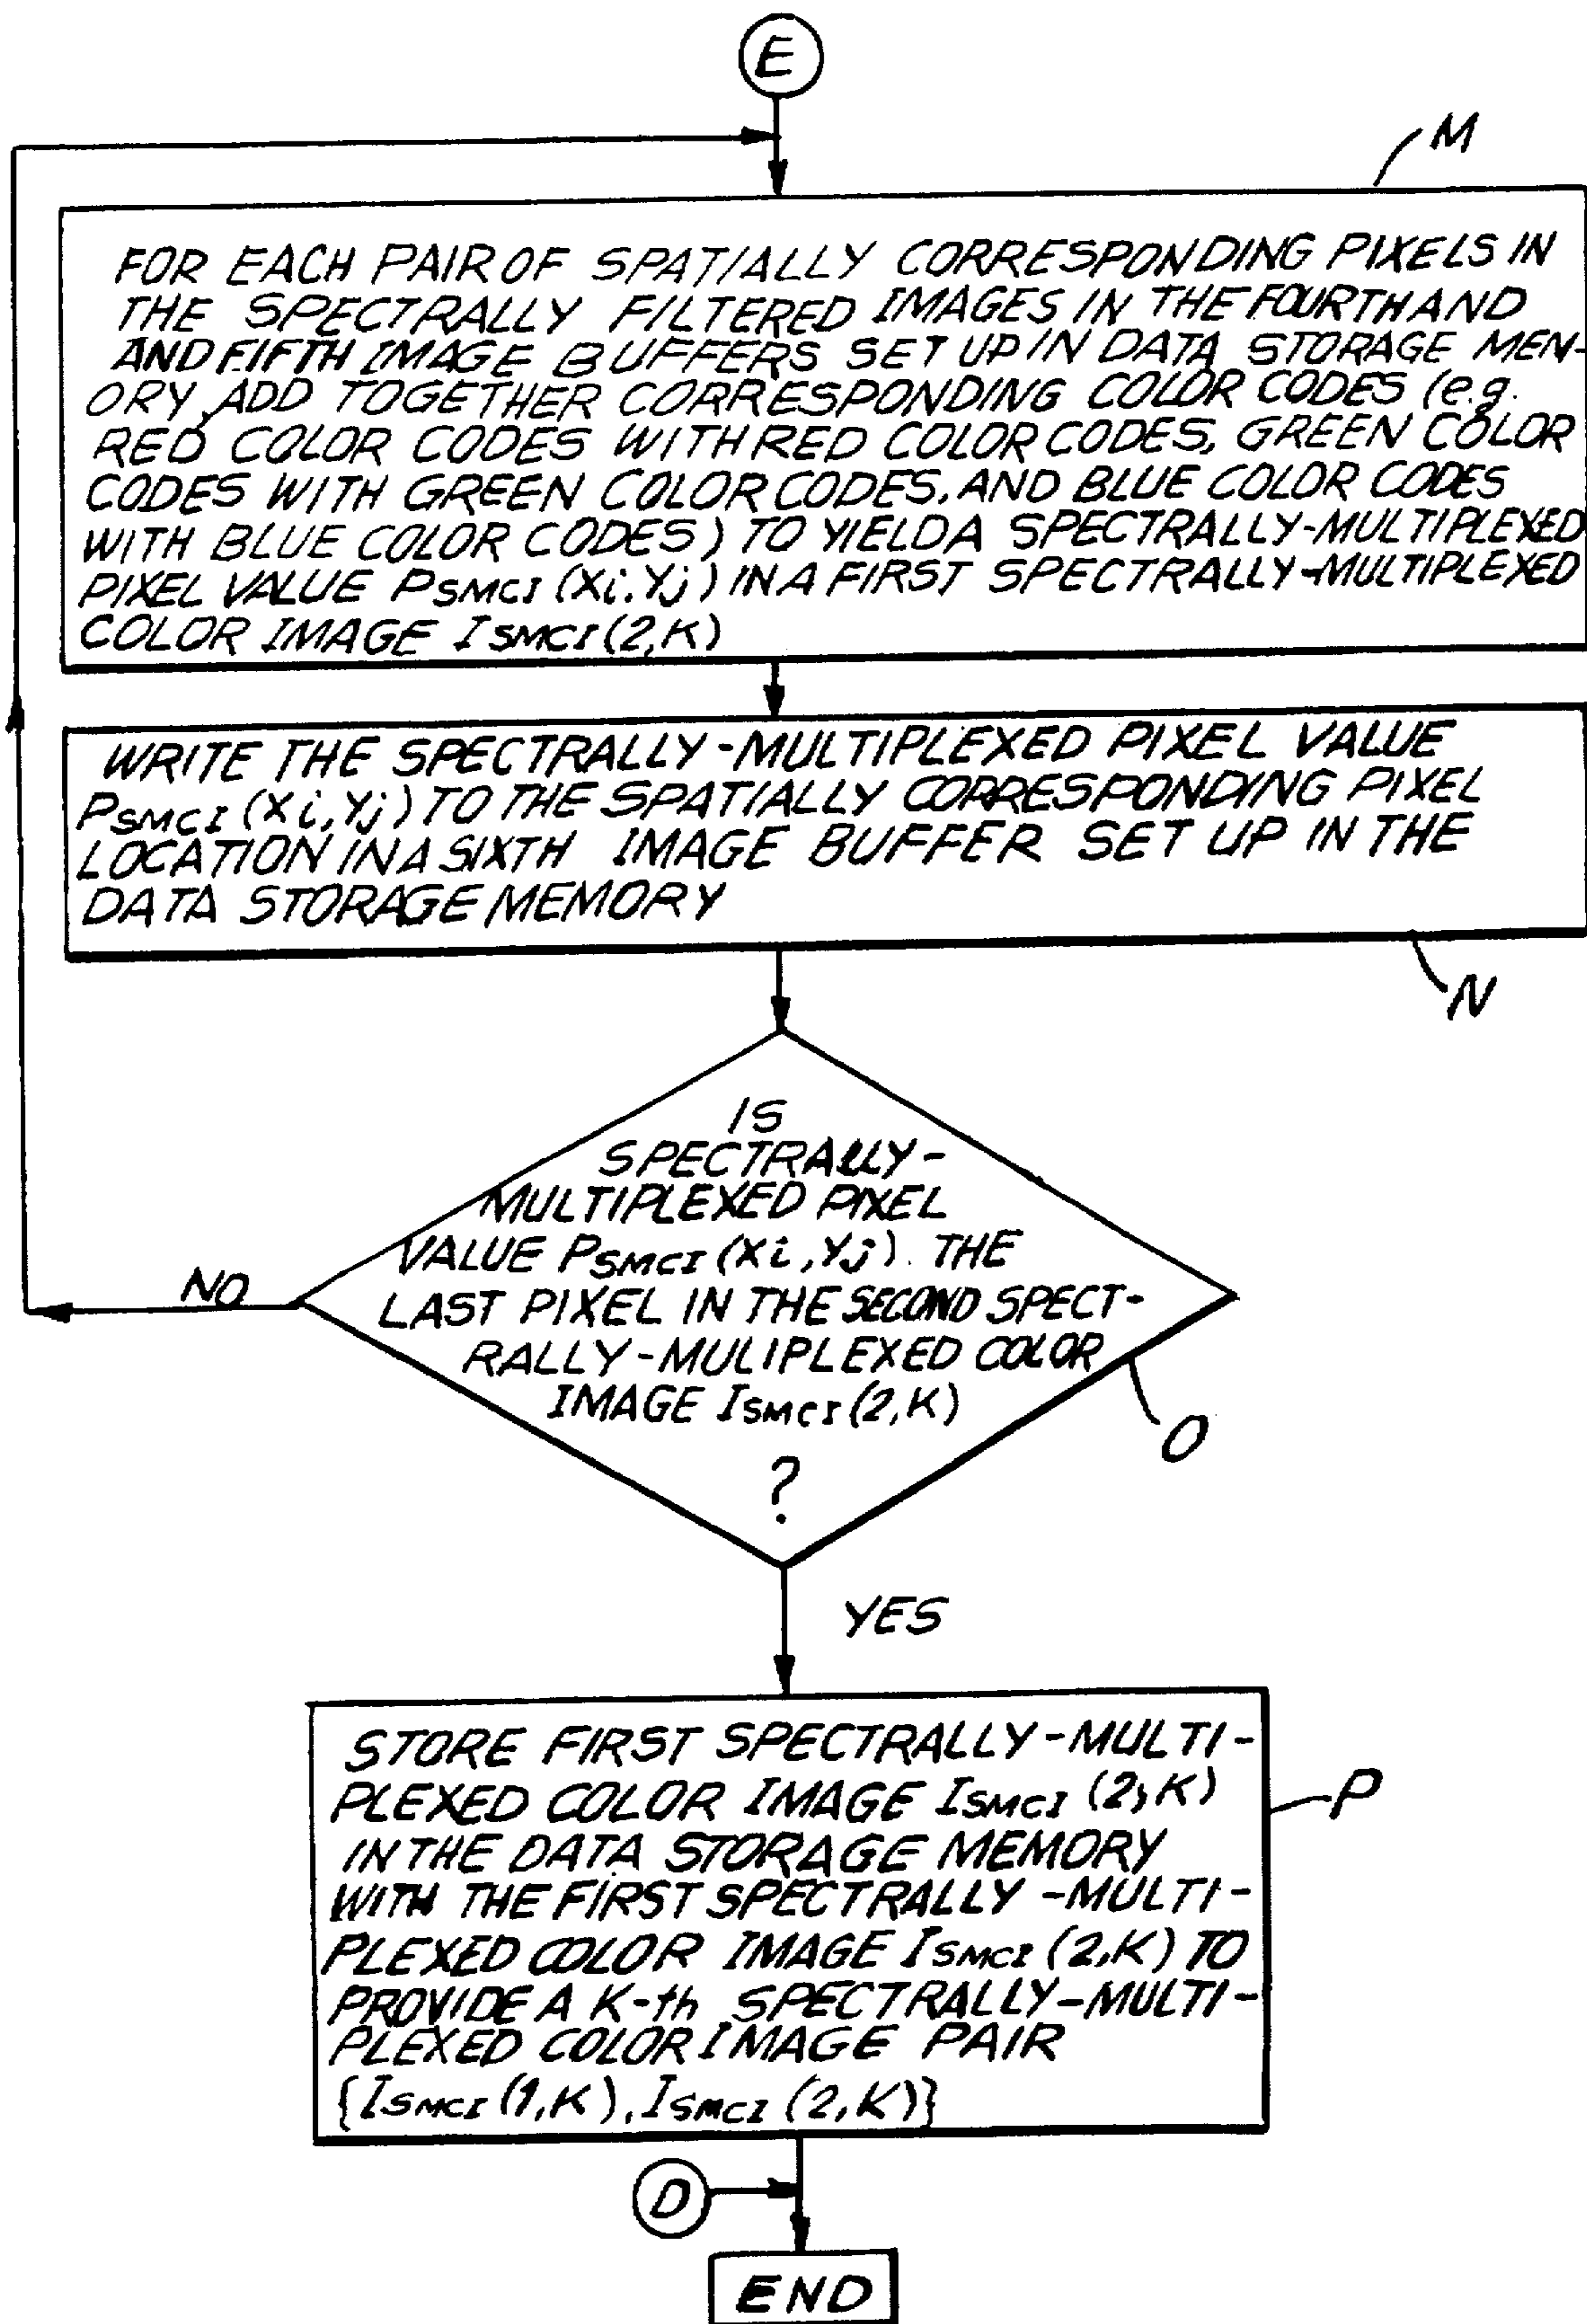 E
M
FOR EACH PAIR OF SPATIALLY CORRESPONDING PIXELS IN
THE SPECTRALLY FILTERED IMAGES IN THE FOURTH AND
AND FIFTH IMAGE BUFFERS SET UP IN DATA STORAGE MEN-
ORY, ADD TOGETHER CORRESPONDING COLOR CODES (e.g.
RED COLOR CODES WITH RED COLOR CODES, GREEN COLOR
CODES WITH GREEN COLOR CODES, AND BLUE COLOR CODES
WITH BLUE COLOR CODES) TO YIELD A SPECTRALLY-MULTIPLEXED
PIXEL VALUE PSMCI (Xi, Yj) IN A FIRST SPECTRALLY-MULTIPLEXED
COLOR IMAGE ISMCI (2,K)
WRITE THE SPECTRALLY-MULTIPLEXED PIXEL VALUE
PSMCI (Xi, Yj) TO THE SPATIALLY CORRESPONDING PIXEL
LOCATION IN A SIXTH IMAGE BUFFER SET UP IN THE
DATA STORAGE MEMORY
N
IS
SPECTRALLY-
MULTIPLEXED PIXEL
VALUE PSMCI (Xi, Yj). THE
LAST PIXEL IN THE SECOND SPECT-
RALLY-MULIPLEXED COLOR
IMAGE ISMCI (2,K)
?
NO
O
YES
STORE FIRST SPECTRALLY-MULTI-
PLEXED COLOR IMAGE ISMCI (2,K)
IN THE DATA STORAGE MEMORY
WITH THE FIRST SPECTRALLY-MULTI-
PLEXED COLOR IMAGE ISMCI (2,K) TO
PROVIDE A K-th SPECTRALLY-MULTI-
PLEXED COLOR IMAGE PAIR
{ISMCI (1,K), ISMCI (2,K)}
P
D
END